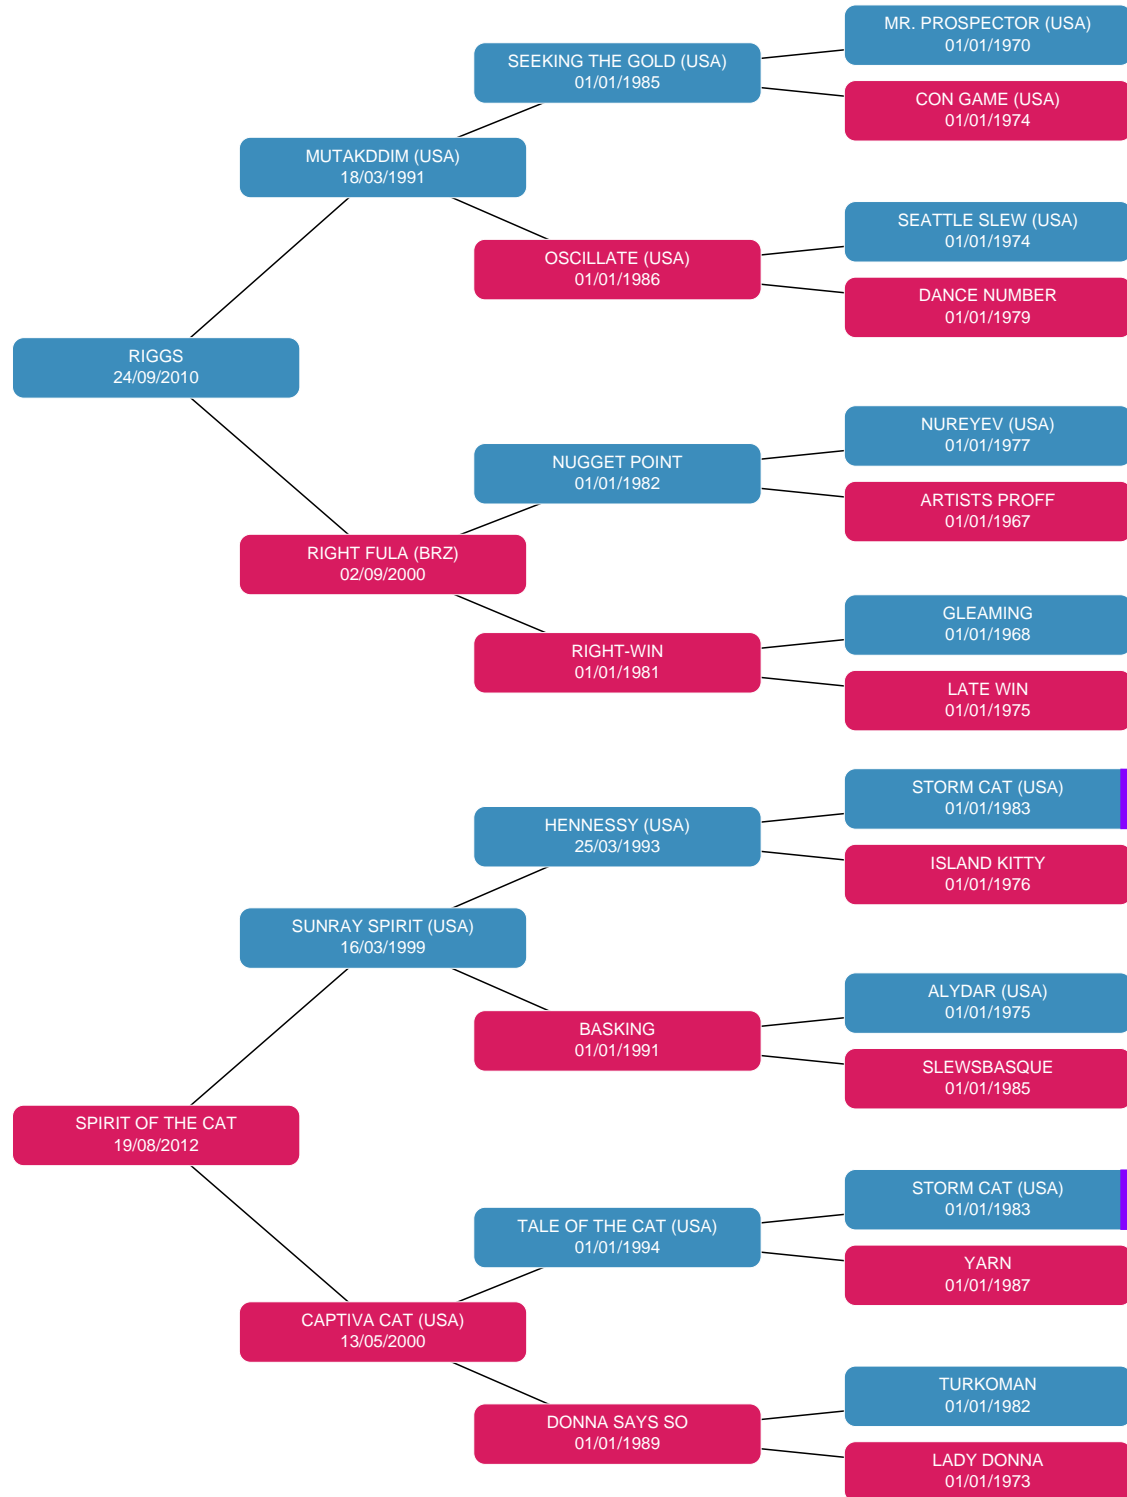 MR. PROSPECTOR (USA)
01/01/1970
SEEKING THE GOLD (USA)
01/01/1985
CON GAME (USA)
01/01/1974
MUTAKDDIM (USA)
18/03/1991
SEATTLE SLEW (USA)
01/01/1974
OSCILLATE (USA)
01/01/1986
DANCE NUMBER
01/01/1979
RIGGS
24/09/2010
NUREYEV (USA)
01/01/1977
NUGGET POINT
01/01/1982
ARTISTS PROFF
01/01/1967
RIGHT FULA (BRZ)
02/09/2000
GLEAMING
01/01/1968
RIGHT-WIN
01/01/1981
LATE WIN
01/01/1975
STORM CAT (USA)
01/01/1983
HENNESSY (USA)
25/03/1993
ISLAND KITTY
01/01/1976
SUNRAY SPIRIT (USA)
16/03/1999
ALYDAR (USA)
01/01/1975
BASKING
01/01/1991
SLEWSBASQUE
01/01/1985
SPIRIT OF THE CAT
19/08/2012
STORM CAT (USA)
01/01/1983
TALE OF THE CAT (USA)
01/01/1994
YARN
01/01/1987
CAPTIVA CAT (USA)
13/05/2000
TURKOMAN
01/01/1982
DONNA SAYS SO
01/01/1989
LADY DONNA
01/01/1973